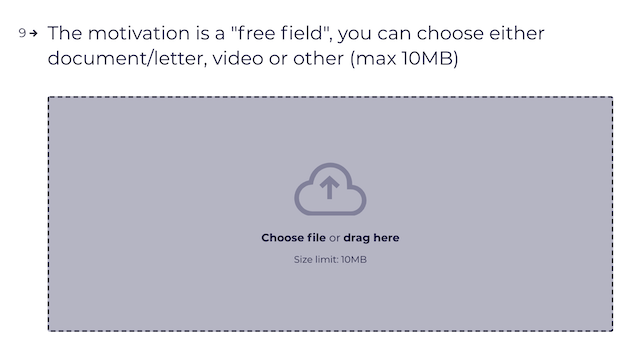 9→ The motivation is a "free field", you can choose either
document/letter, video or other (max 10MB)
Choose file or drag here
Size limit: 10MB